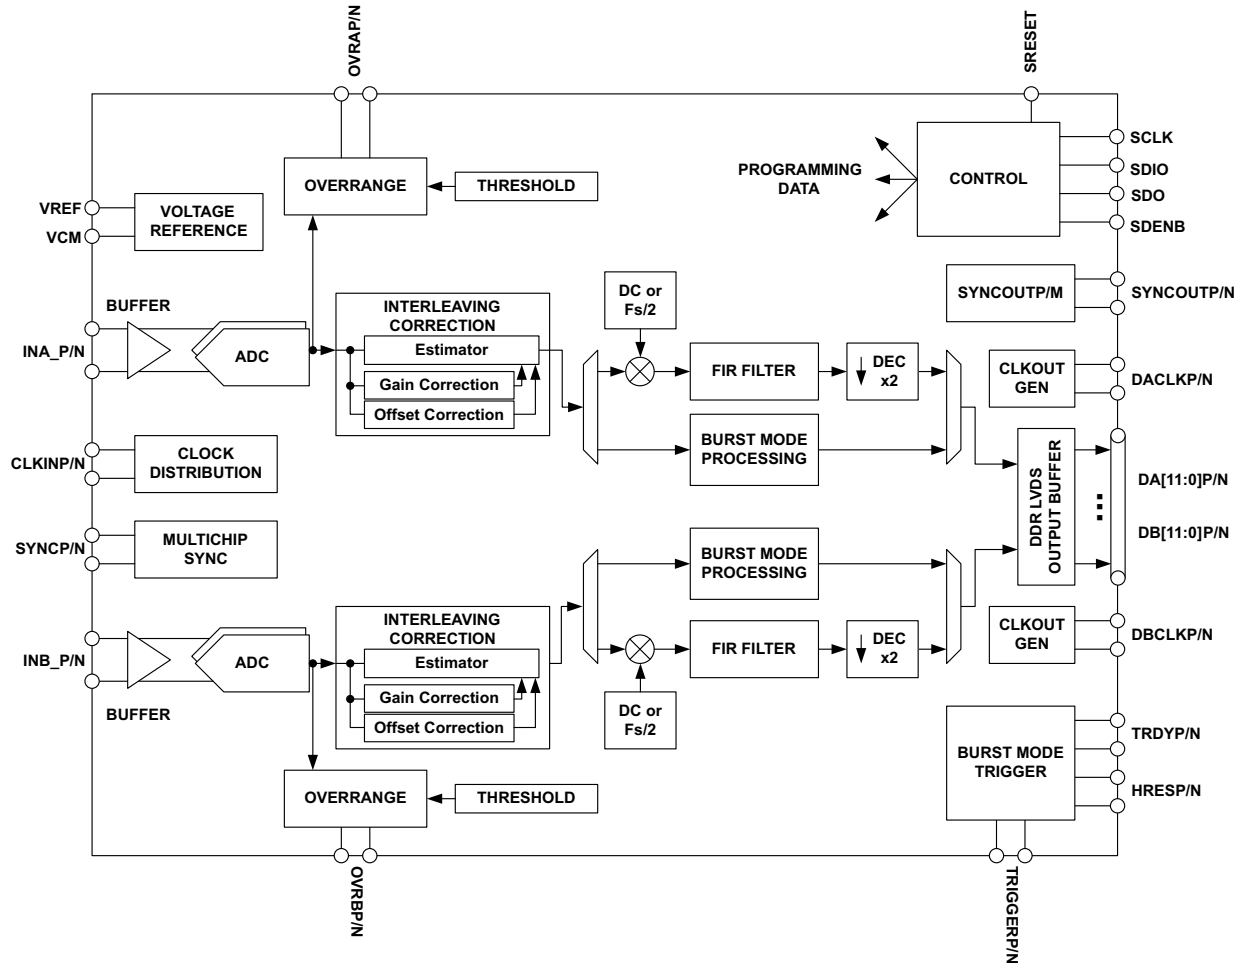 OVRAP/N
SRESET
SCLK
SDIO
SDO
SDENB
PROGRAMMING
DATA
CONTROL
OVERRANGE
THRESHOLD
VREF
VCM
VOLTAGE
REFERENCE
SYNCOUTP/M
SYNCOUTP/N
BUFFER
INA_P/N
ADC
INTERLEAVING
CORRECTION
Estimator
Gain Correction
Offset Correction
DC or
Fs/2
FIR FILTER
DEC
x2
CLKOUT
GEN
DACLKP/N
BURST MODE
PROCESSING
CLKINP/N
CLOCK
DISTRIBUTION
DDR LVDS
OUTPUT BUFFER
...
DA[11:0]P/N
DB[11:0]P/N
SYNCP/N
MULTICHIP
SYNC
BURST MODE
PROCESSING
INTERLEAVING
CORRECTION
Estimator
Gain Correction
Offset Correction
INB_P/N
ADC
BUFFER
FIR FILTER
DEC
x2
DC or
Fs/2
CLKOUT
GEN
DBCLKP/N
BURST MODE
TRIGGER
TRDYP/N
HRESP/N
OVERRANGE
THRESHOLD
OVRBP/N
TRIGGERP/N